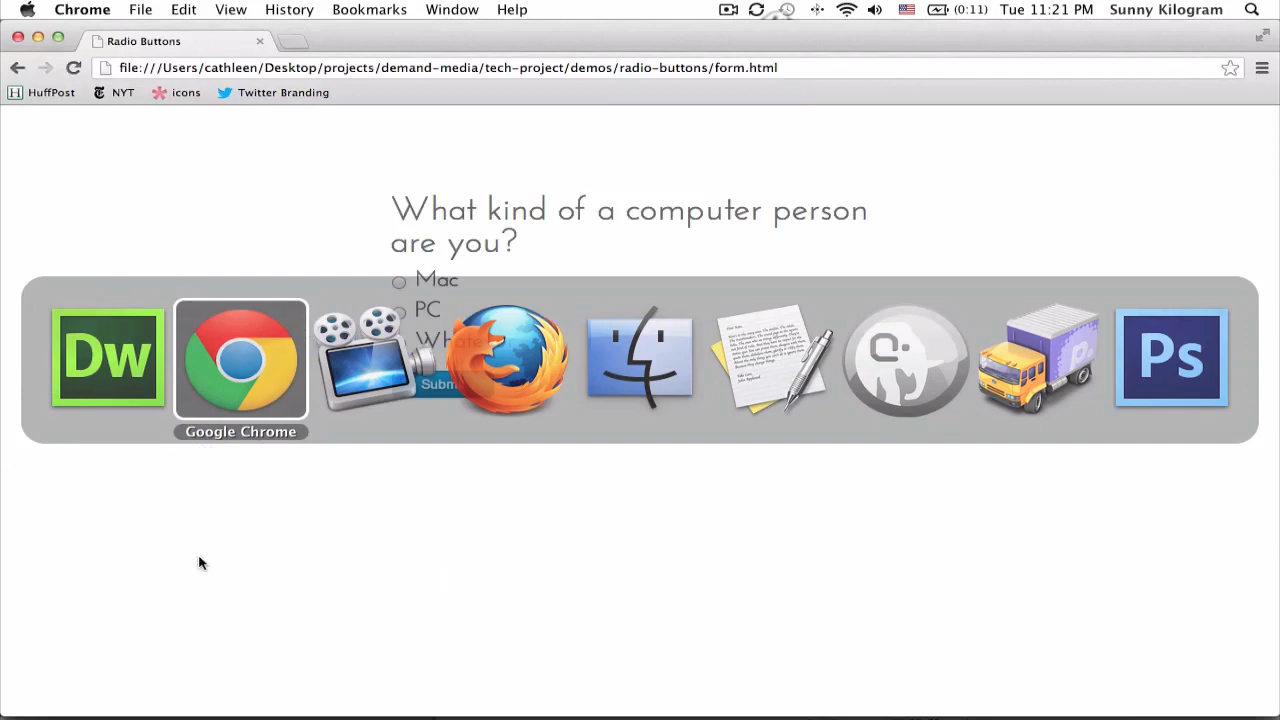 Chrome File Edit View History Bookmarks Window Help (0:11) Tue 11:21 PM Sunny Kilogram
Radio Buttons
file:///Users/cathleen/Desktop/projects/demand-media/tech-project/demos/radio-buttons/form.html
HuffPost NYT icons Twitter Branding
What kind of a computer person
are you?
Mac
PC
Whate
Subm
Dw
Ps
Google Chrome